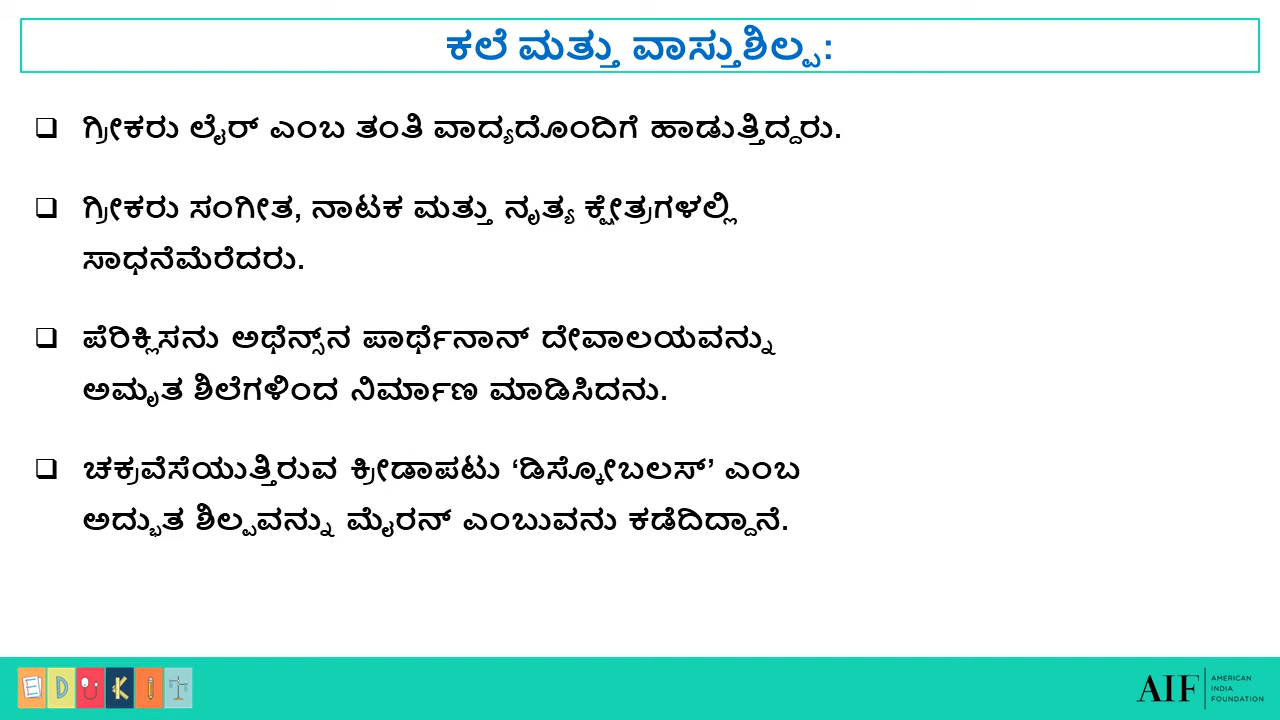 ಕಲೆ ಮತ್ತು ವಾಸ್ತುಶಿಲ್ಪ:
ಗ್ರೀಕರು ಲೈರ್ ಎಂಬ ತಂತಿ ವಾದ್ಯದೊಂದಿಗೆ ಹಾಡುತ್ತಿದ್ದರು.
ಗ್ರೀಕರು ಸಂಗೀತ, ನಾಟಕ ಮತ್ತು ನೃತ್ಯ ಕ್ಷೇತ್ರಗಳಲ್ಲಿ
ಸಾಧನೆಮೆರೆದರು.
ಪೆರಿಕ್ಲಿಸನು ಅಥೆನ್ಸ್‌ನ ಪಾರ್ಥೆನಾನ್ ದೇವಾಲಯವನ್ನು
ಅಮೃತ ಶಿಲೆಗಳಿಂದ ನಿರ್ಮಾಣ ಮಾಡಿಸಿದನು.
ಚಕ್ರವೆಸೆಯುತ್ತಿರುವ ಕ್ರೀಡಾಪಟು ‘ಡಿಸ್ಕೋಬಲಸ್’ ಎಂಬ
ಅದ್ಭುತ ಶಿಲ್ಪವನ್ನು ಮೈರನ್ ಎಂಬುವನು ಕಡೆದಿದ್ದಾನೆ.
EDUKIT
AIF AMERICAN
INDIA
FOUNDATION